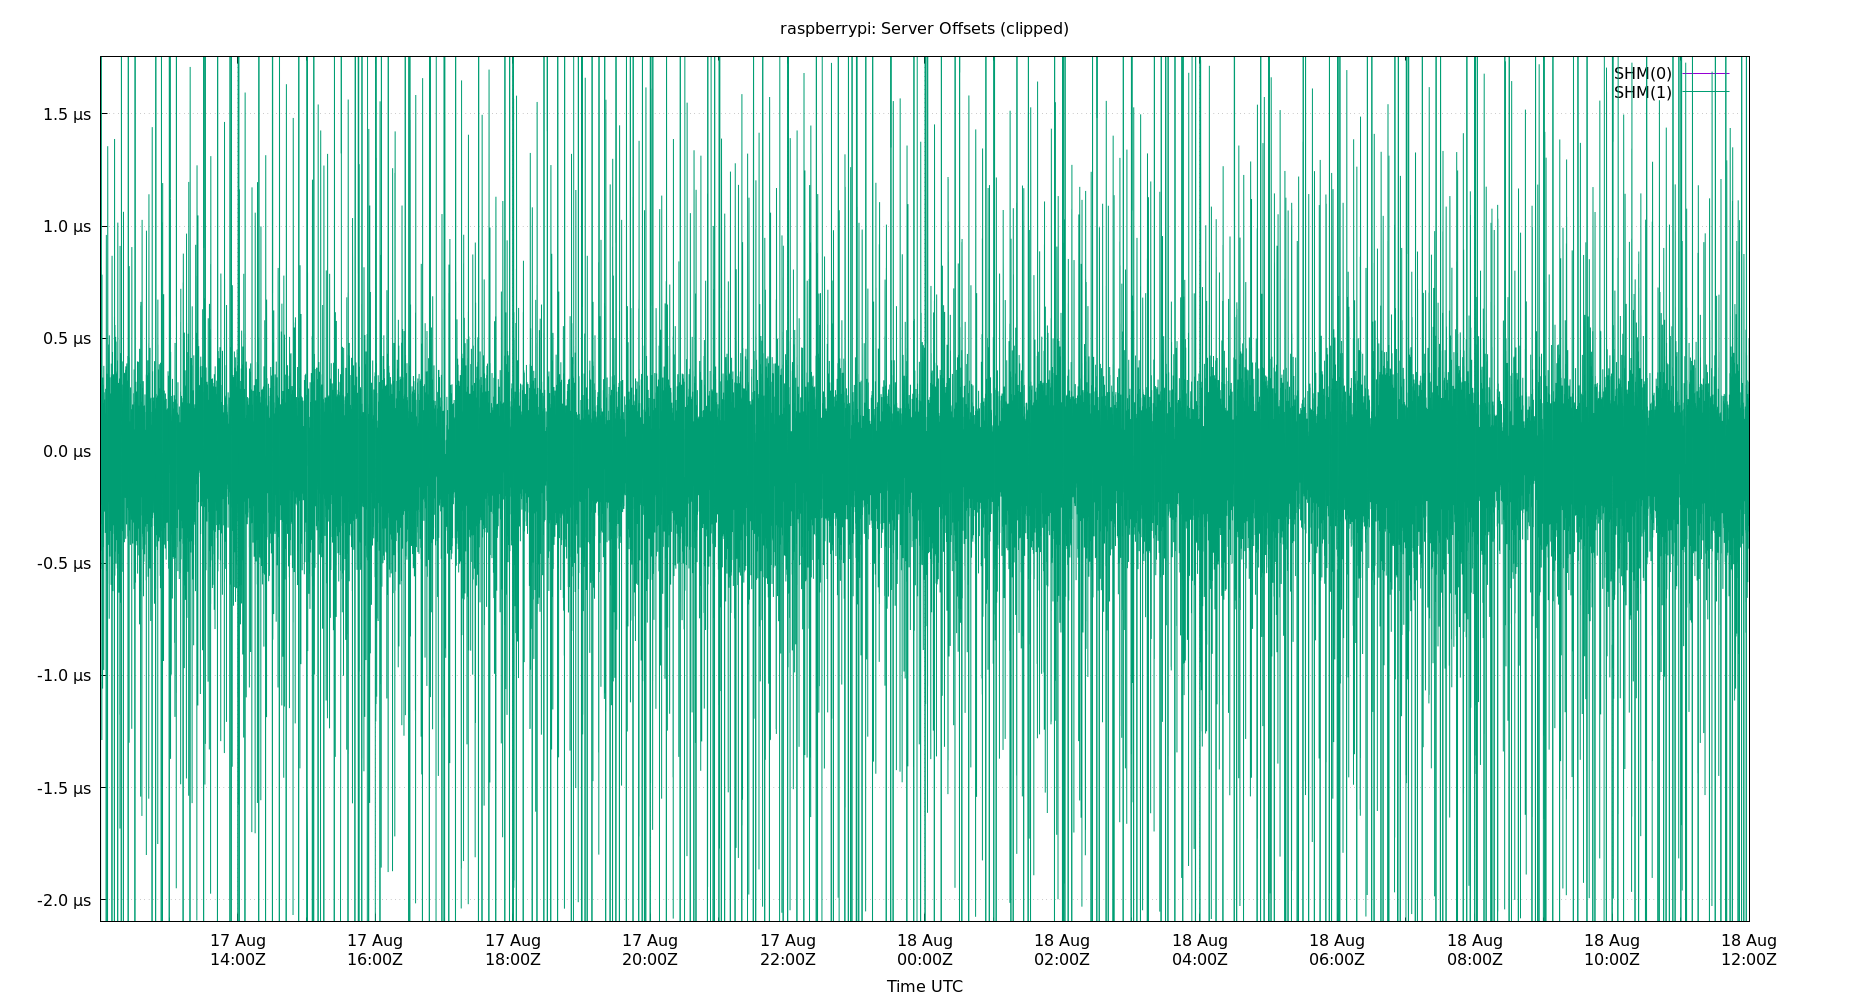 raspberrypi: Server Offsets (clipped)
SHM(0)
SHM(1)
1.5 µs
1.0 µs
0.5 µs
0.0 µs
-0.5 µs
-1.0 µs
-1.5 µs
-2.0 µs
17 Aug 17 Aug 17 Aug 17 Aug 17 Aug 18 Aug 18 Aug 18 Aug 18 Aug 18 Aug 18 Aug 18 Aug
14:00Z 16:00Z 18:00Z 20:00Z 22:00Z 00:00Z 02:00Z 04:00Z 06:00Z 08:00Z 10:00Z 12:00Z
Time UTC